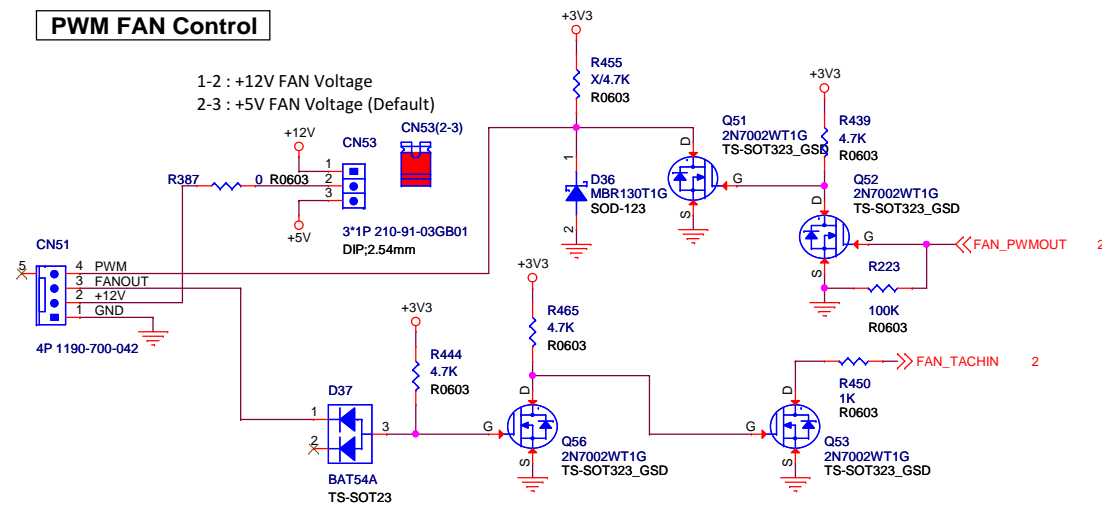 PWM FAN Control
1-2 : +12V FAN Voltage
2-3 : +5V FAN Voltage (Default)
+12V
CN53
CN53(2-3)
R387
0
R0603
1
2
3
+5V
3*1P 210-91-03GB01
DIP;2.54mm
CN51
5
4
PWM
3
FANOUT
2
+12V
1
GND
4P 1190-700-042
+3V3
R455
X/4.7K
R0603
1
D36
MBR130T1G
SOD-123
2
Q51
2N7002WT1G
TS-SOT323_GSD
D
G
S
+3V3
R439
4.7K
R0603
Q52
2N7002WT1G
TS-SOT323_GSD
D
G
S
FAN_PWMOUT
2
R223
100K
R0603
+3V3
R444
4.7K
R0603
D37
1
2
3
BAT54A
TS-SOT23
+3V3
R465
4.7K
R0603
D
G
S
Q56
2N7002WT1G
TS-SOT323_GSD
D
G
S
Q53
2N7002WT1G
TS-SOT323_GSD
R450
1K
R0603
FAN_TACHIN
2